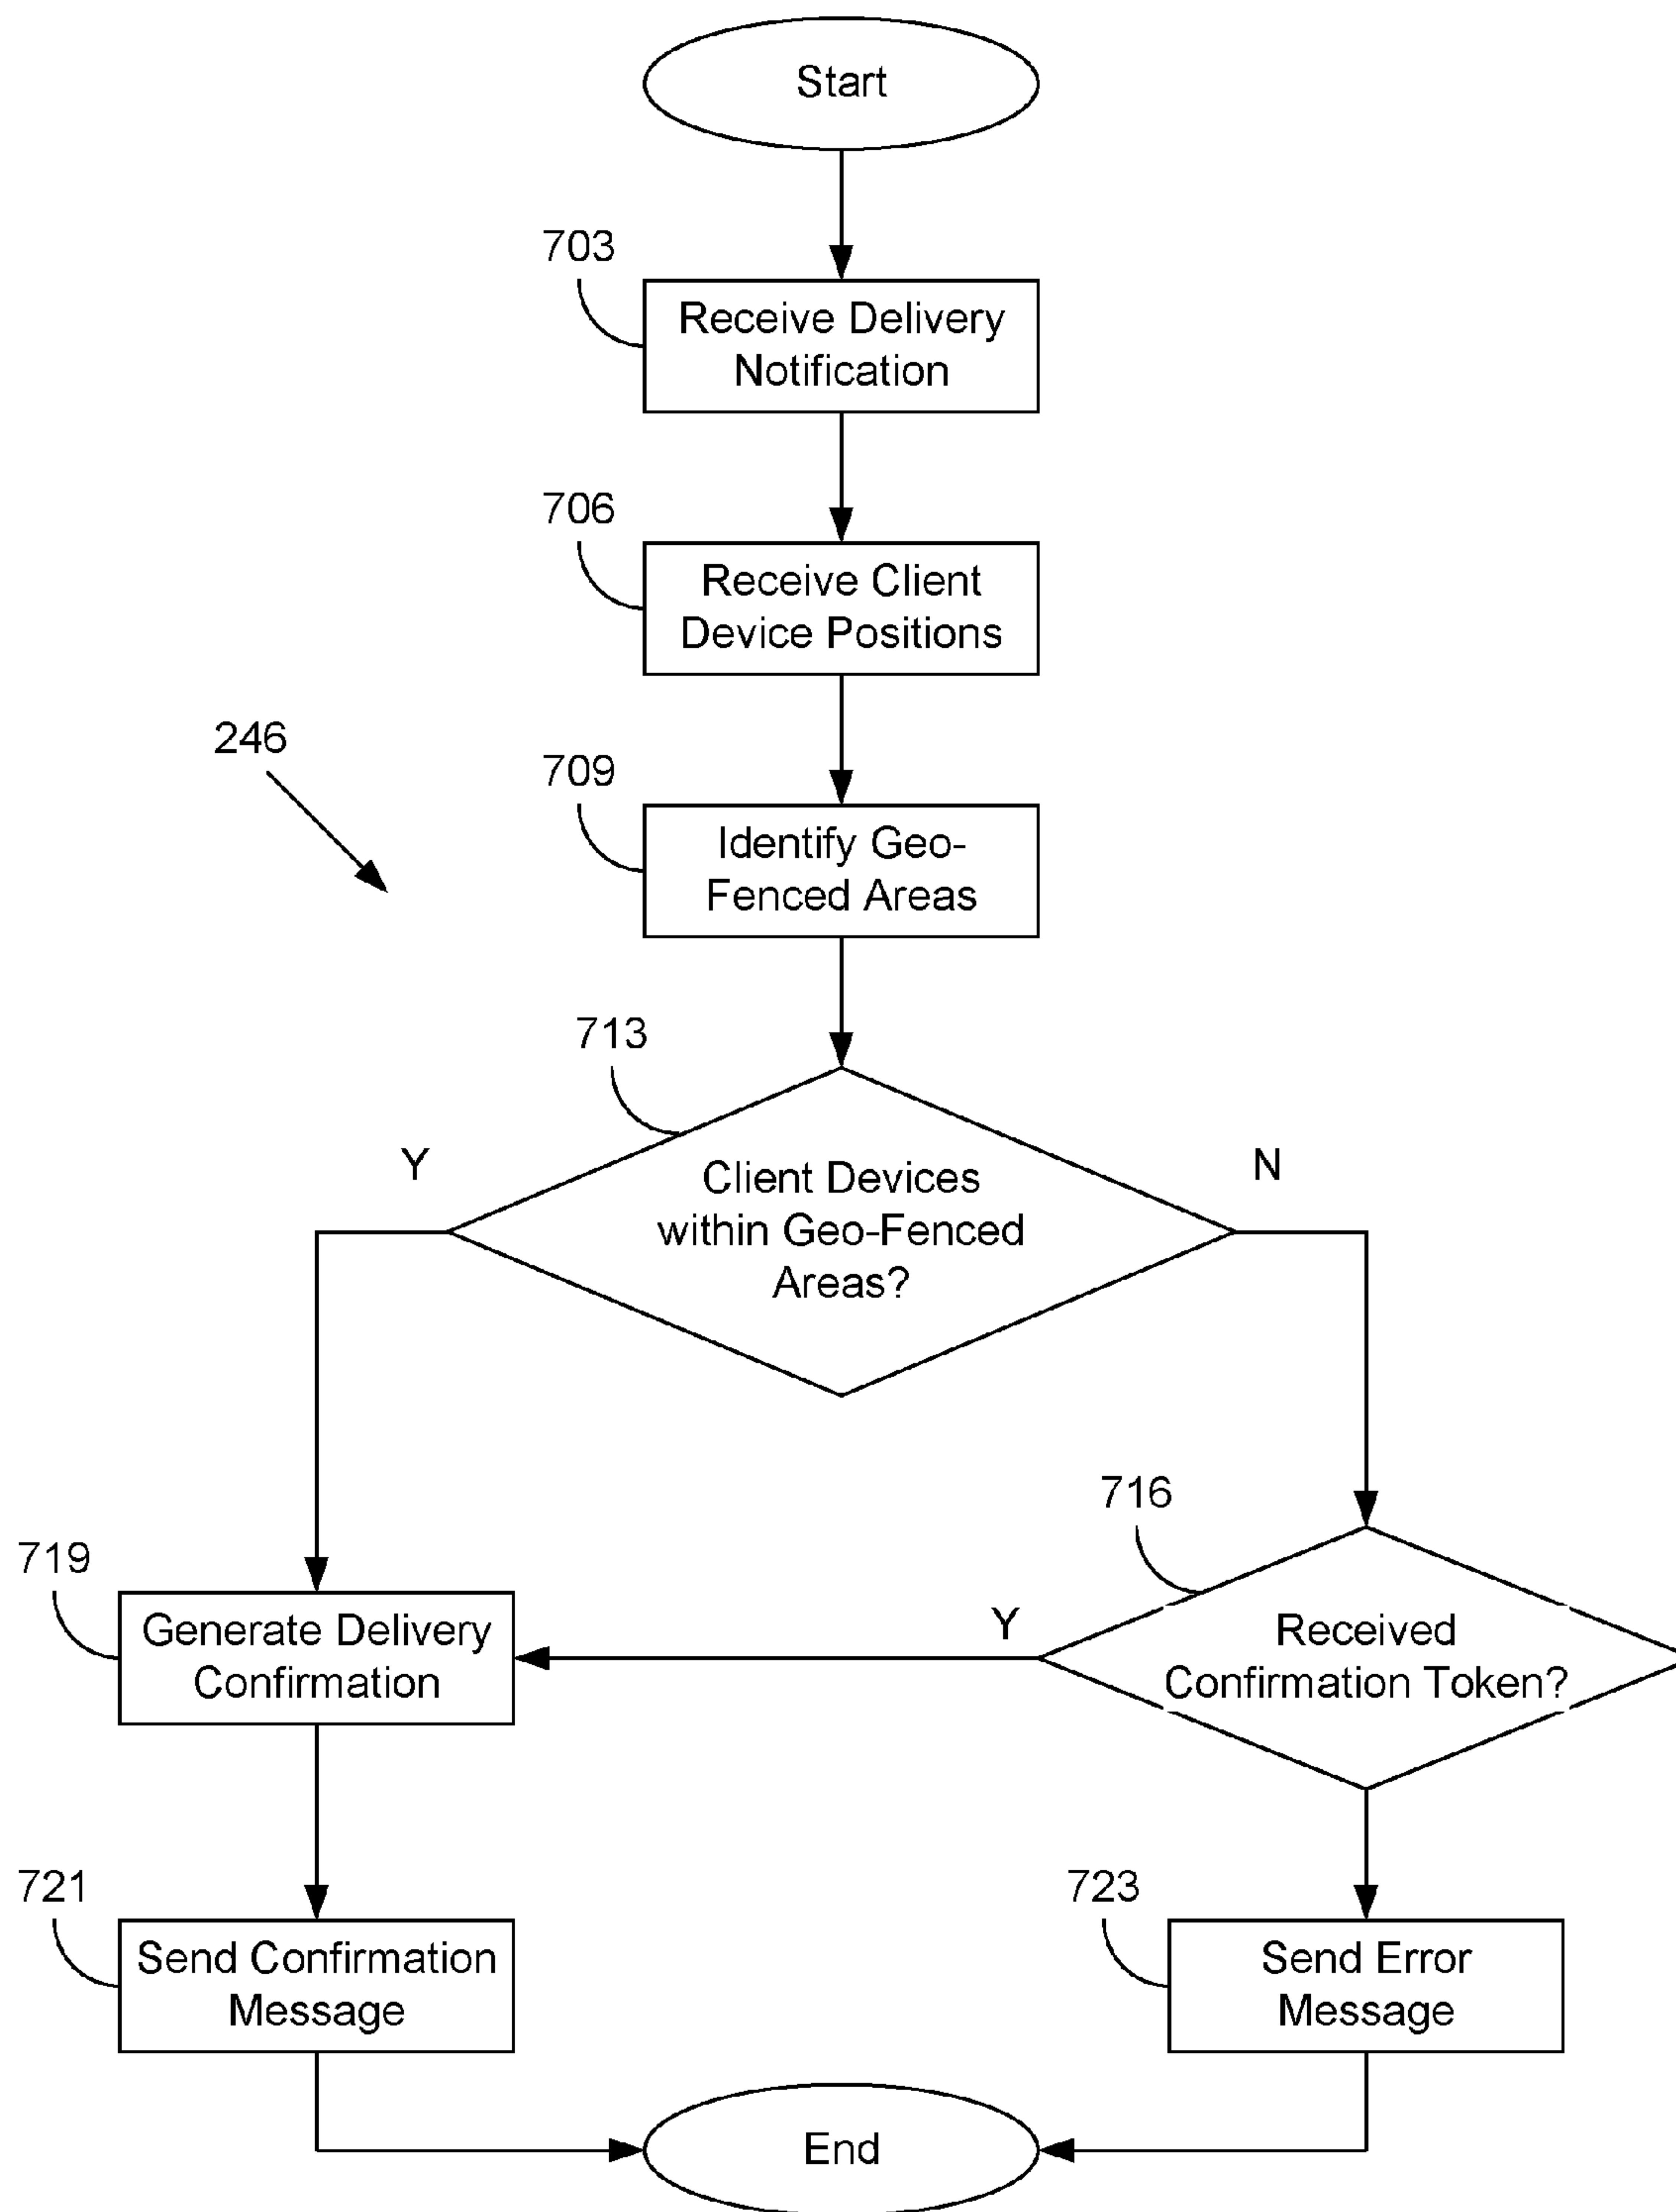 Start
703
Receive Delivery
Notification
706
Receive Client
Device Positions
246
709
Identify Geo-
Fenced Areas
713
Y
N
Client Devices
within Geo-Fenced
Areas?
716
719
Y
Generate Delivery
Confirmation
Received
Confirmation Token?
721
723
Send Confirmation
Message
Send Error
Message
End